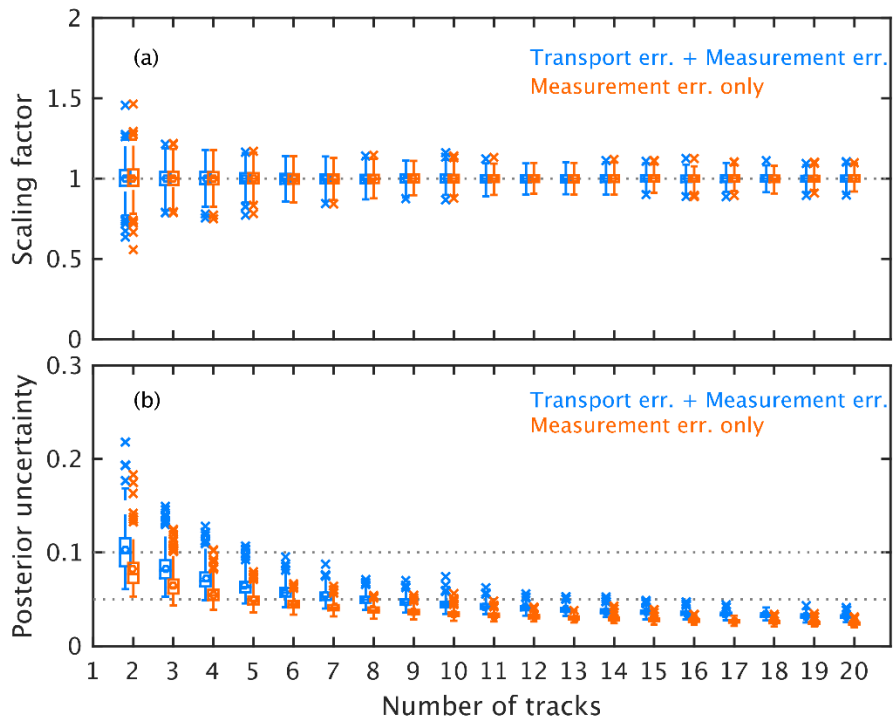 2
1.5
1
0.5
0
Scaling factor
(a)
Transport err. + Measurement err.
Measurement err. only
0.3
0.2
0.1
0
Posterior uncertainty
(b)
Transport err. + Measurement err.
Measurement err. only
1 2 3 4 5 6 7 8 9 10 11 12 13 14 15 16 17 18 19 20
Number of tracks